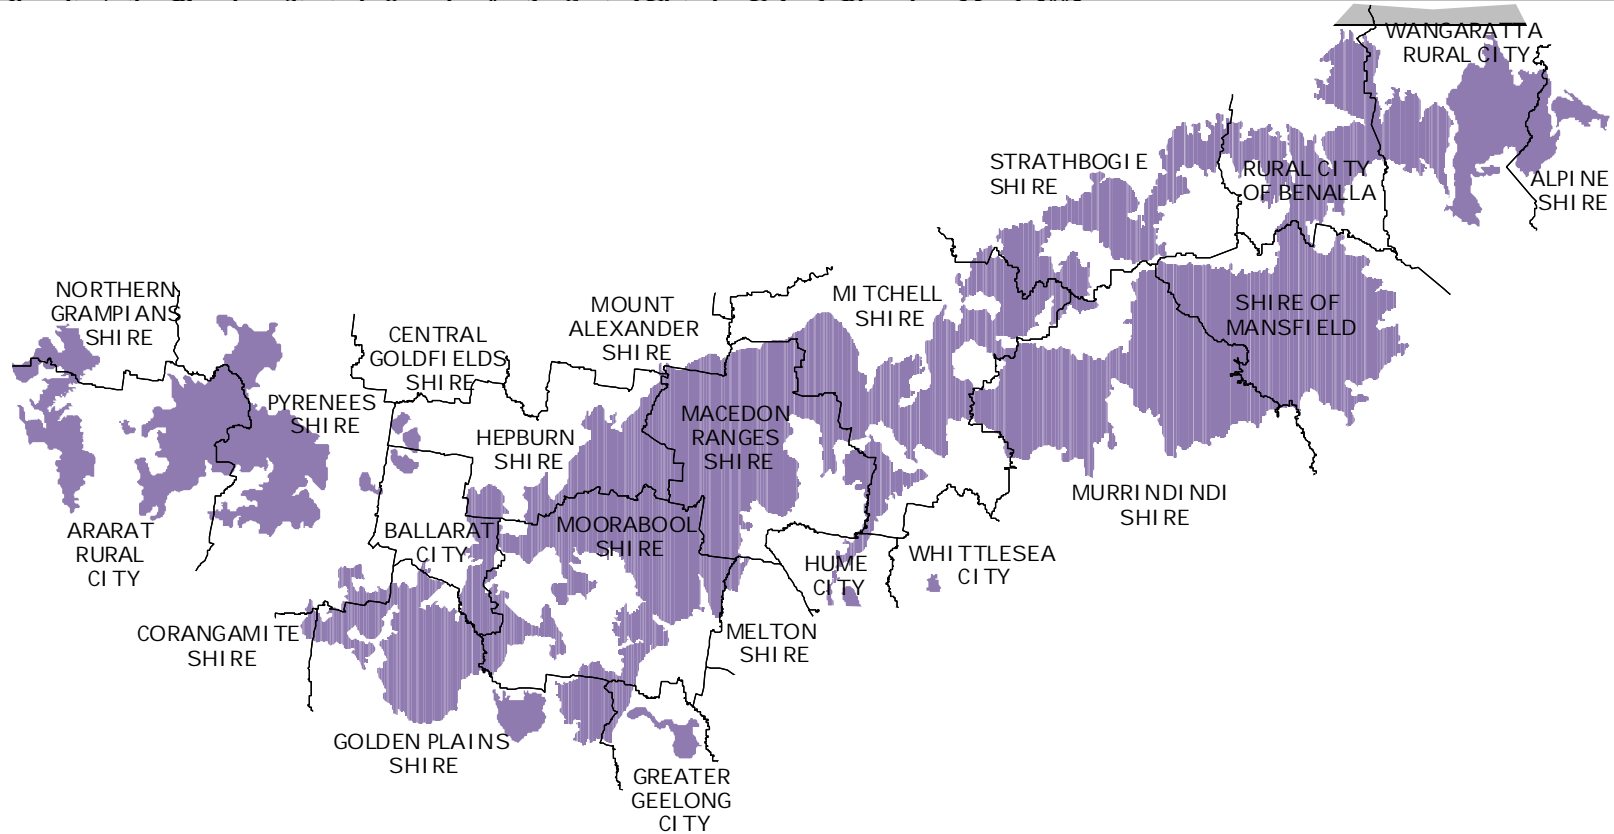 WANGARATTA
RURAL CITY
STRATHBOGIE
SHIRE
RURAL CITY
OF BENALLA
ALPINE
SHIRE
NORTHERN
GRAMPIANS
SHIRE
MOUNT
ALEXANDER
SHIRE
MITCHELL
SHIRE
SHIRE OF
MANSFIELD
CENTRAL
GOLDFIELDS
SHIRE
PYRENEES
SHIRE
HEPBURN
SHIRE
MACEDON
RANGES
SHIRE
MURRINDINDI
SHIRE
ARARAT
RURAL
CITY
BALLARAT
CITY
MOORABOOL
SHIRE
HUME
CITY
WHITTLESEA
CITY
CORANGAMITE
SHIRE
MELTON
SHIRE
GOLDEN PLAINS
SHIRE
GREATER
GEELONG
CITY